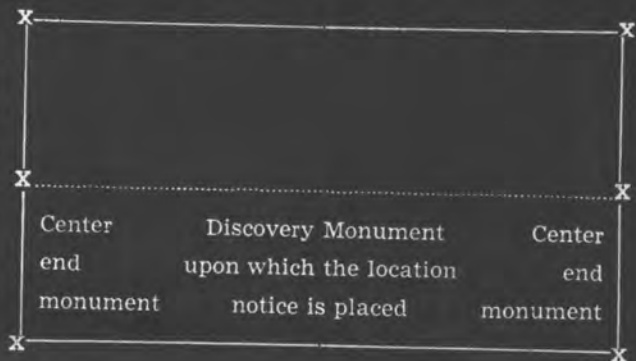 X X
X X
Center Discovery Monument Center
end upon which the location end
monument notice is placed monument
X X